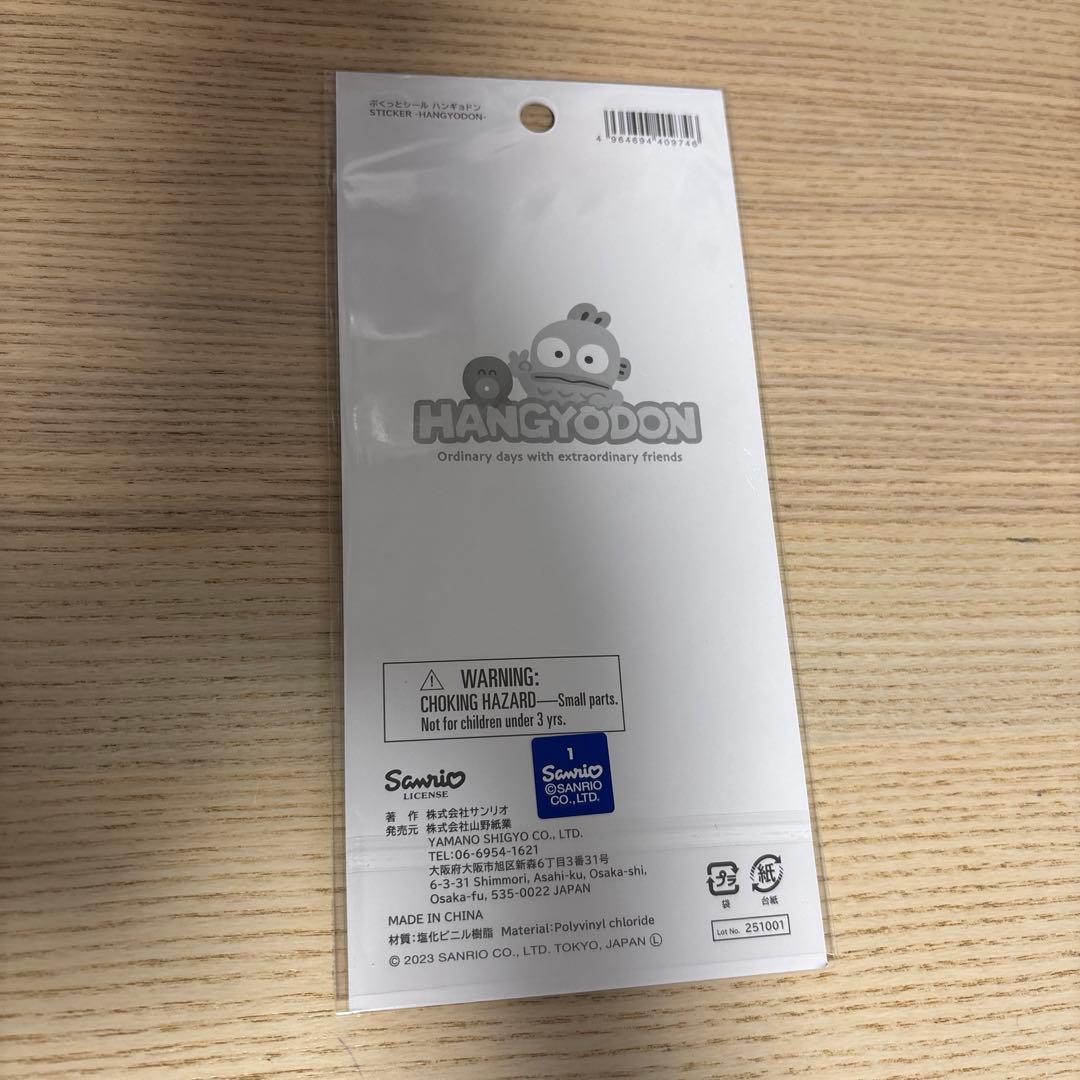 ぷくっとシール ハンギョドン
STICKER -HANGYODON-
4 964694 409746
HANGYODON
Ordinary days with extraordinary friends
WARNING:
CHOKING HAZARD—Small parts.
Not for children under 3 yrs.
Sanrio
LICENSE
1
Sanrio
©SANRIO
CO.,LTD.
著 作 株式会社サンリオ
発売元 株式会社山野紙業
YAMANO SHIGYO CO., LTD.
TEL:06-6954-1621
大阪府大阪市旭区新森6丁目3番31号
6-3-31 Shimmori, Asahi-ku, Osaka-shi,
Osaka-fu, 535-0022 JAPAN
MADE IN CHINA
材質:塩化ビニル樹脂 Material:Polyvinyl chloride
© 2023 SANRIO CO., LTD. TOKYO, JAPAN Ⓛ
プラ
袋
紙
台紙
Lot No. 251001